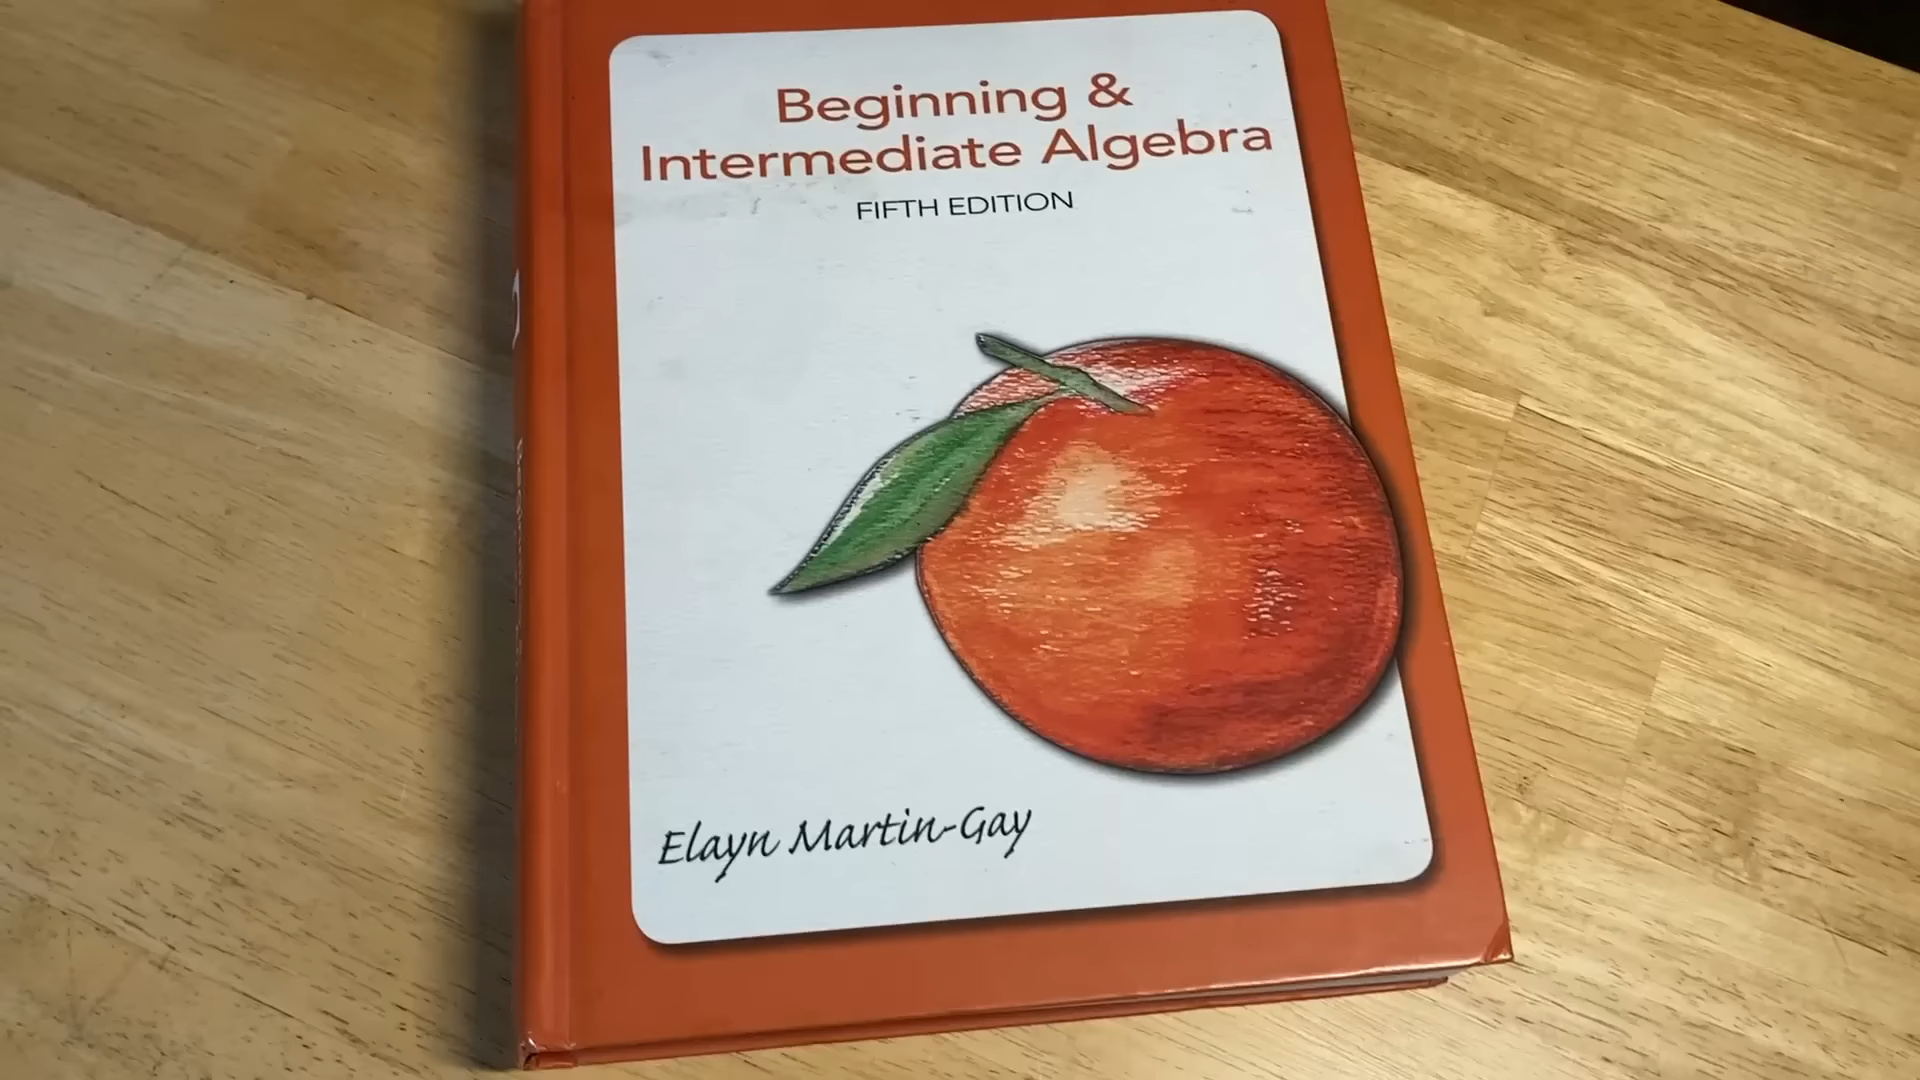 Beginning &
Intermediate Algebra
FIFTH EDITION
Elayn Martin-Gay